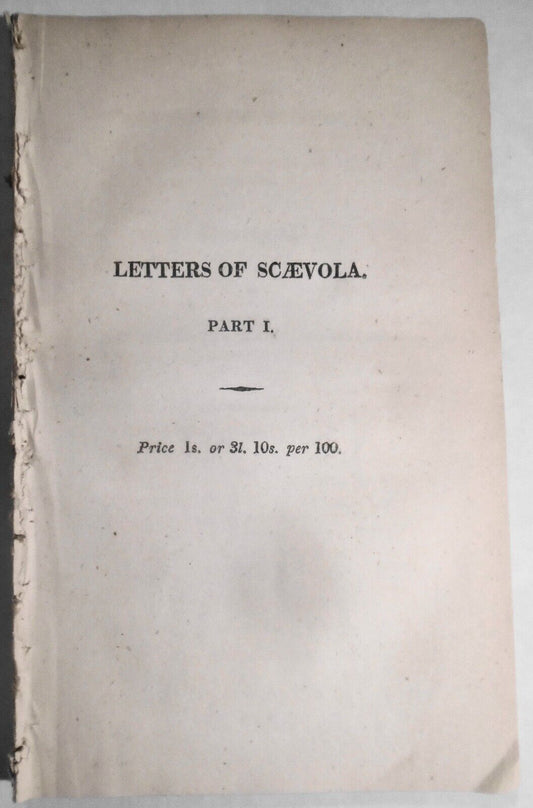 LETTERS OF SCÆVOLA.
PART I.
Price 1s. or 3l. 10s. per 100.